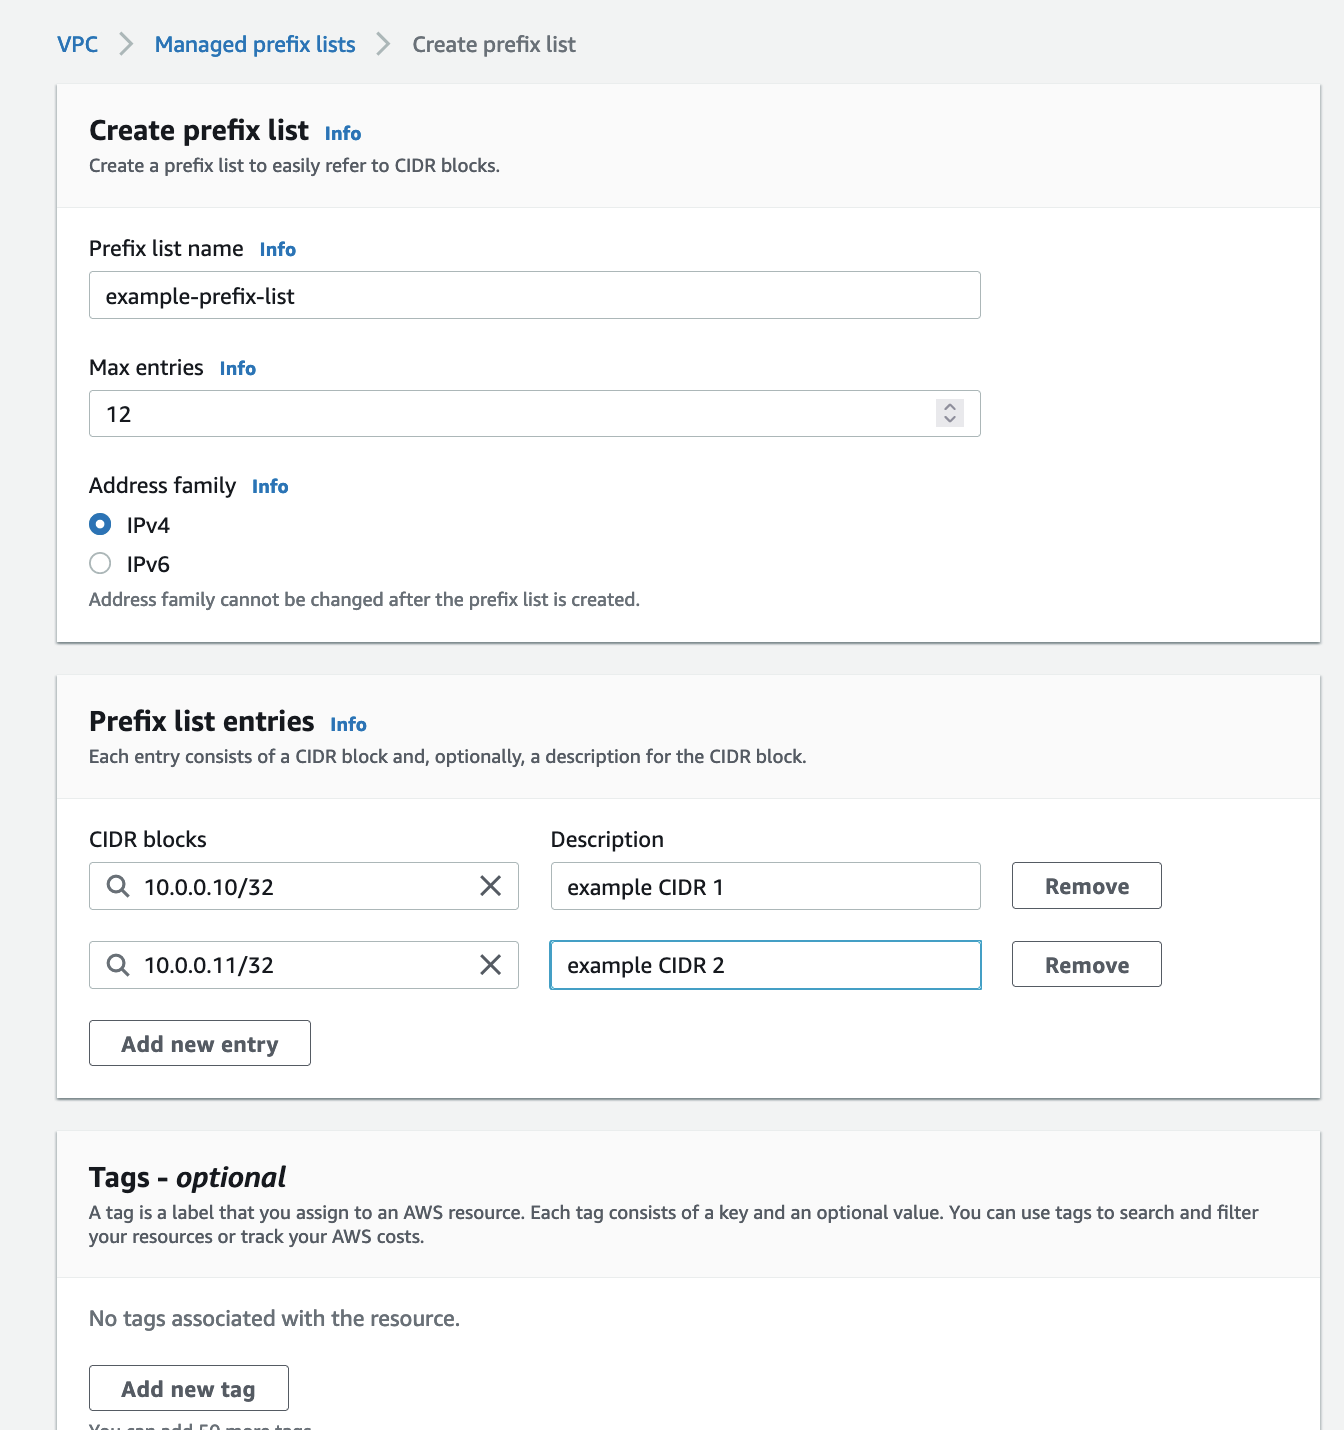 VPC > Managed prefix lists > Create prefix list
Create prefix list Info
Create a prefix list to easily refer to CIDR blocks.
Prefix list name Info
example-prefix-list
Max entries Info
12
Address family Info
IPv4
IPv6
Address family cannot be changed after the prefix list is created.
Prefix list entries Info
Each entry consists of a CIDR block and, optionally, a description for the CIDR block.
CIDR blocks Description
10.0.0.10/32 example CIDR 1 Remove
10.0.0.11/32 example CIDR 2 Remove
Add new entry
Tags - optional
A tag is a label that you assign to an AWS resource. Each tag consists of a key and an optional value. You can use tags to search and filter
your resources or track your AWS costs.
No tags associated with the resource.
Add new tag
You can add 50 more tags